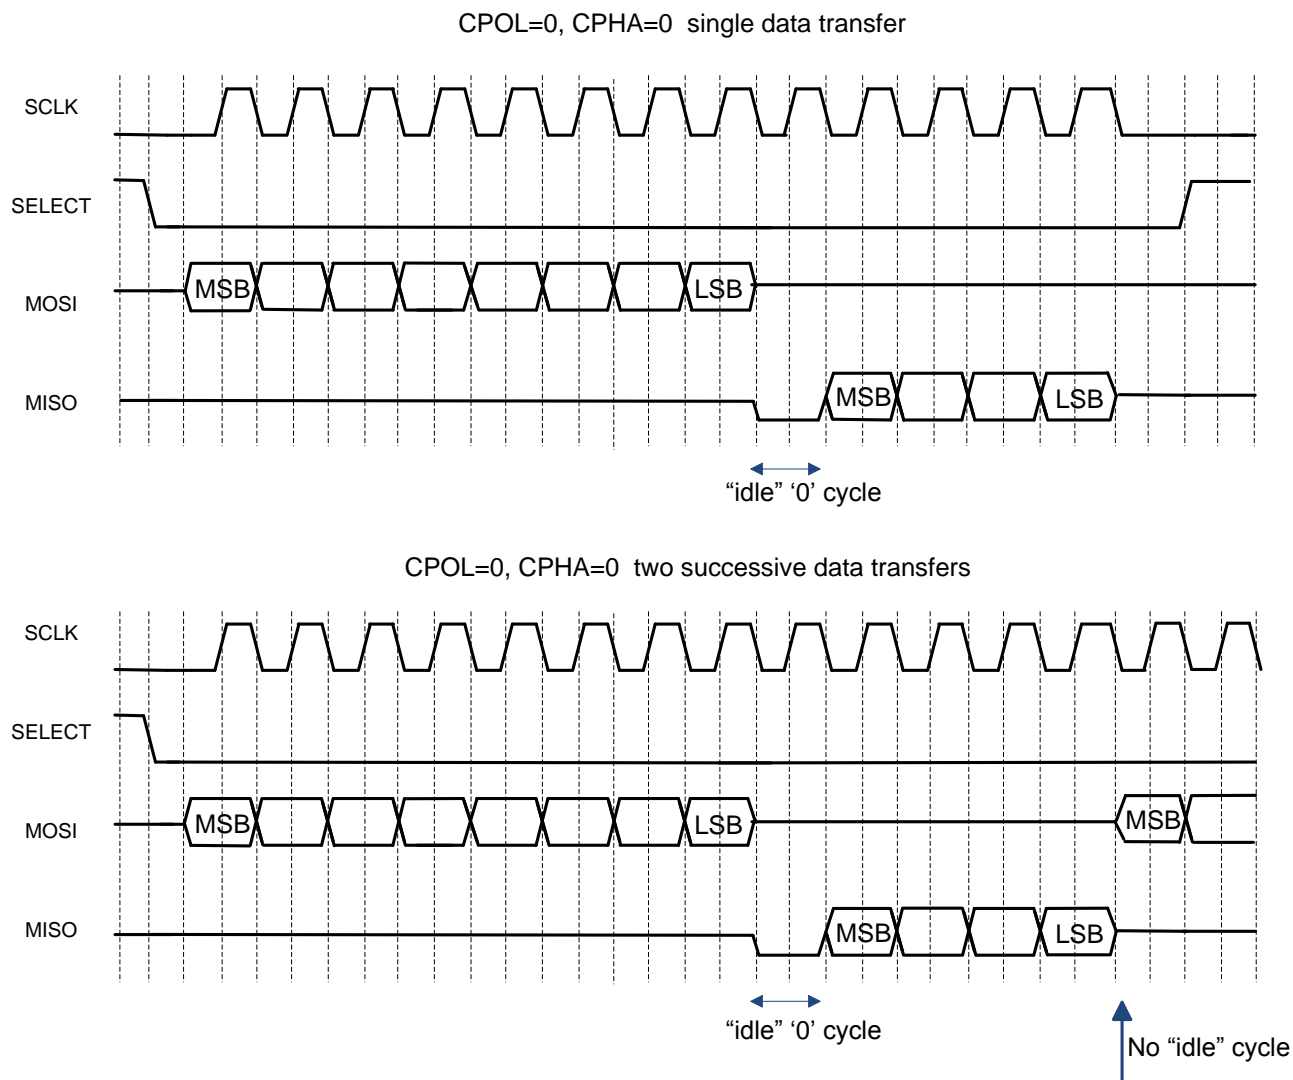 CPOL=0, CPHA=0 single data transfer
SCLK
SELECT
MOSI MSB LSB
MISO MSB LSB
“idle” ‘0’ cycle
CPOL=0, CPHA=0 two successive data transfers
SCLK
SELECT
MOSI MSB LSB MSB
MISO MSB LSB
“idle” ‘0’ cycle
No “idle” cycle